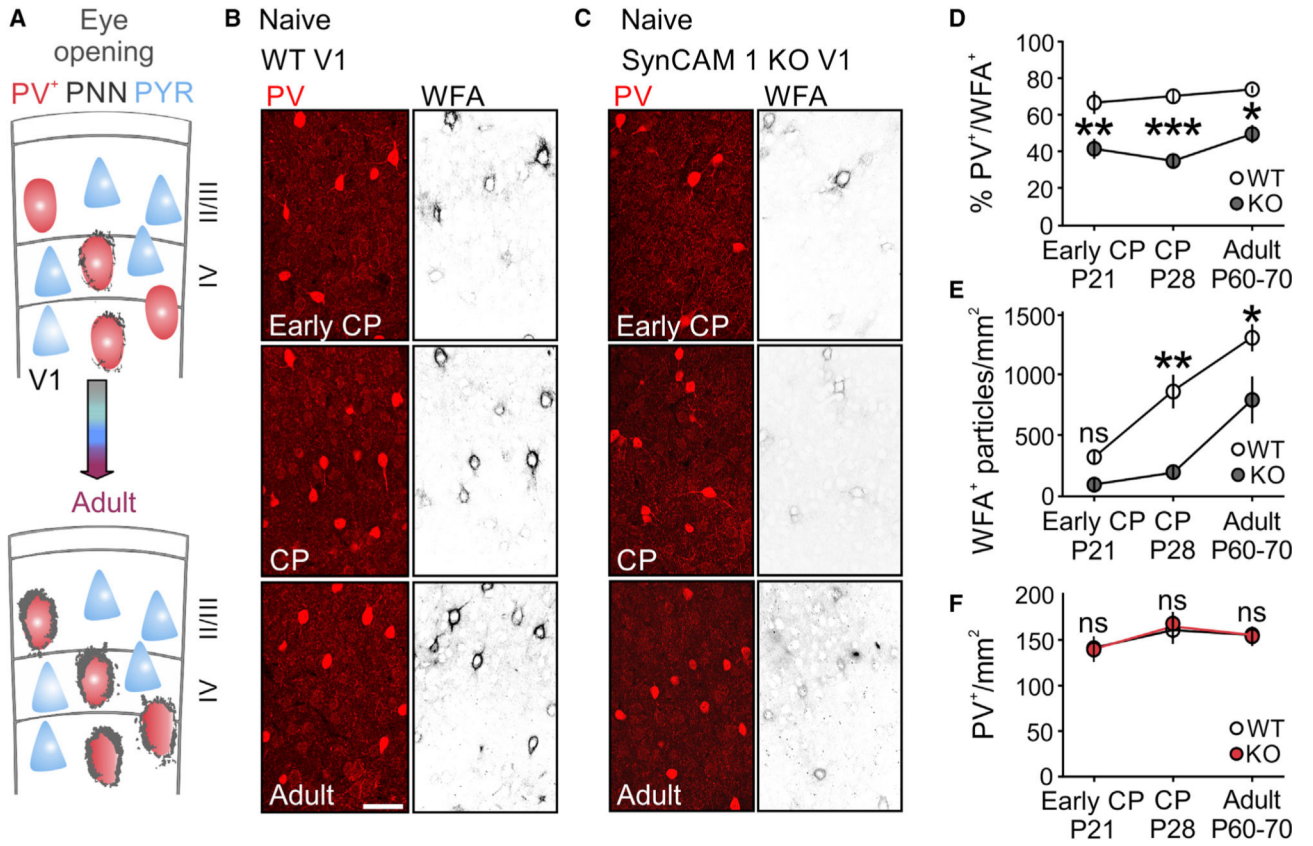 A
Eye
opening
PV⁺ PNN PYR
II/III
IV
V1
Adult
II/III
IV
B Naive
WT V1
PV WFA
Early CP
CP
Adult
C Naive
SynCAM 1 KO V1
PV WFA
Early CP
CP
Adult
D
% PV⁺/WFA⁺
100
80
60
40
20
0
** *** *
WT
KO
Early CP CP Adult
P21 P28 P60-70
E
WFA⁺ particles/mm²
1500
1000
500
0
ns ** *
WT
KO
Early CP CP Adult
P21 P28 P60-70
F
PV⁺/mm²
200
150
100
50
0
ns ns ns
WT
KO
Early CP CP Adult
P21 P28 P60-70